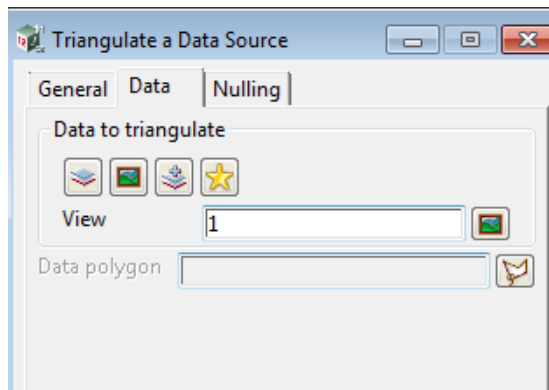 Triangulate a Data Source
General Data Nulling
Data to triangulate
View 1
Data polygon